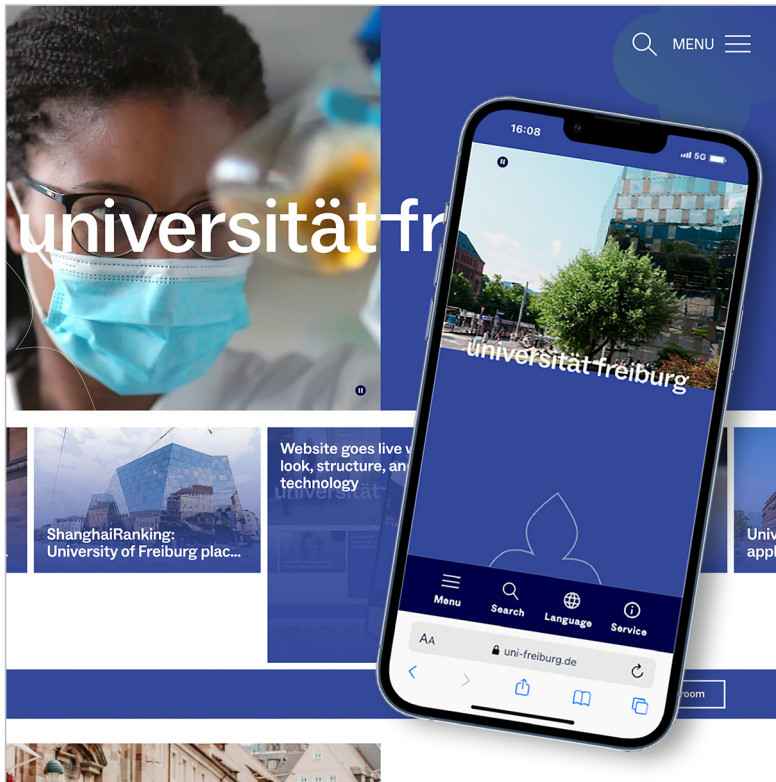 MENU
universität fr
16:08
5G
universität freiburg
ShanghaiRanking:
University of Freiburg plac...
Website goes live
look, structure, an
technology
universität
Univ
appl
Menu
Search
Language
Service
AA
uni-freiburg.de
room